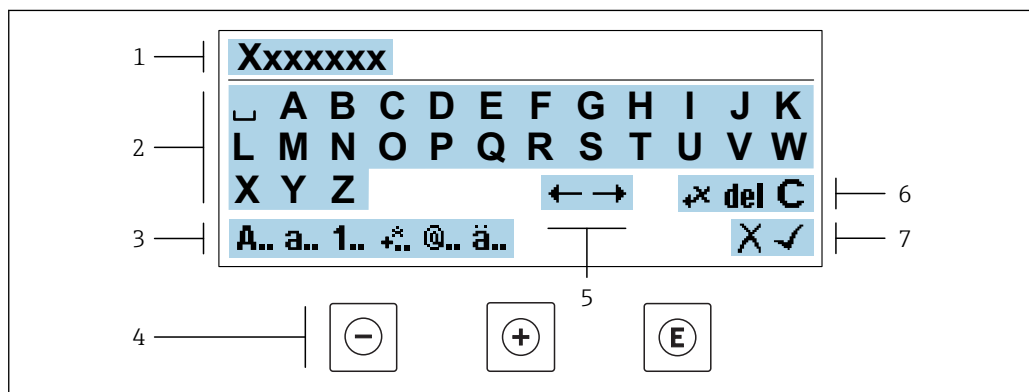 1 Xxxxxxx
2 ␣ A B C D E F G H I J K
L M N O P Q R S T U V W
X Y Z ← → +x del C 6
3 A.. a.. 1.. +*.. @.. ä.. X ✓ 7
5
4 − + E